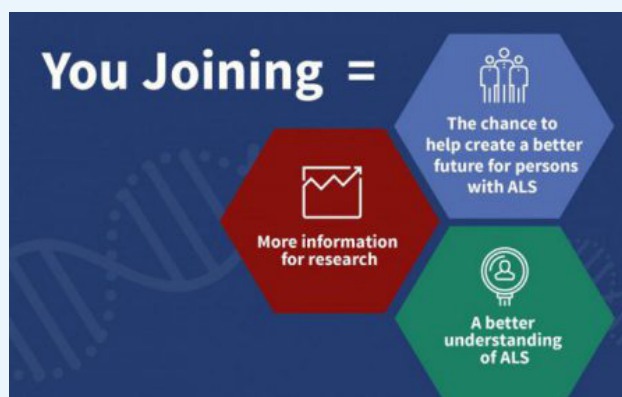 You Joining =
The chance to
help create a better
future for persons
with ALS
More information
for research
A better
understanding
of ALS